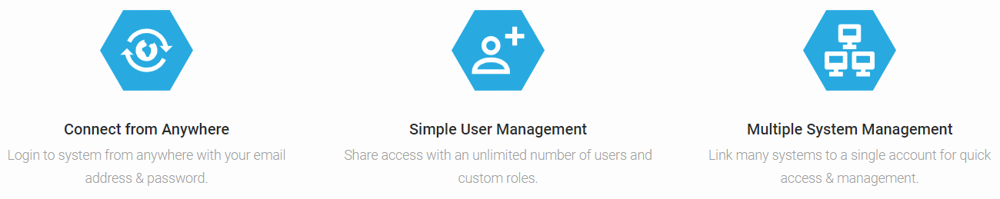 Connect from Anywhere
Login to system from anywhere with your email
address & password.
Simple User Management
Share access with an unlimited number of users and
custom roles.
Multiple System Management
Link many systems to a single account for quick
access & management.